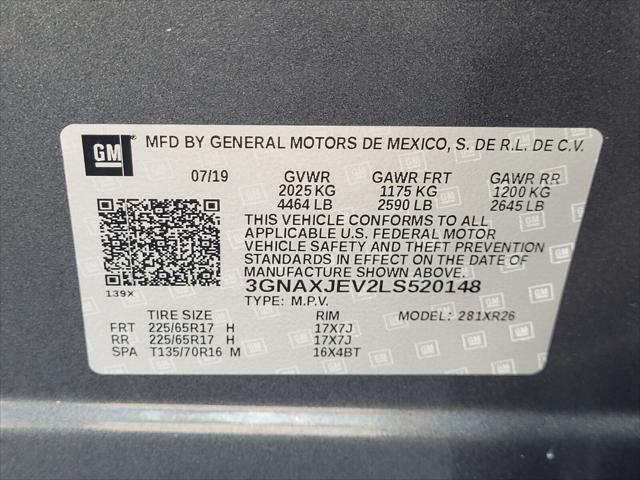 GM ® MFD BY GENERAL MOTORS DE MEXICO, S. DE R.L. DE C.V.
07/19 GVWR GAWR FRT GAWR RR
2025 KG 1175 KG 1200 KG
4464 LB 2590 LB 2645 LB
THIS VEHICLE CONFORMS TO ALL
APPLICABLE U.S. FEDERAL MOTOR
VEHICLE SAFETY AND THEFT PREVENTION
STANDARDS IN EFFECT ON THE DATE OF
MANUFACTURE SHOWN ABOVE.
139X 3GNAXJEV2LS520148
TYPE: M.P.V.
TIRE SIZE RIM MODEL: 281XR26
FRT 225/65R17 H 17X7J
RR 225/65R17 H 17X7J
SPA T135/70R16 M 16X4BT